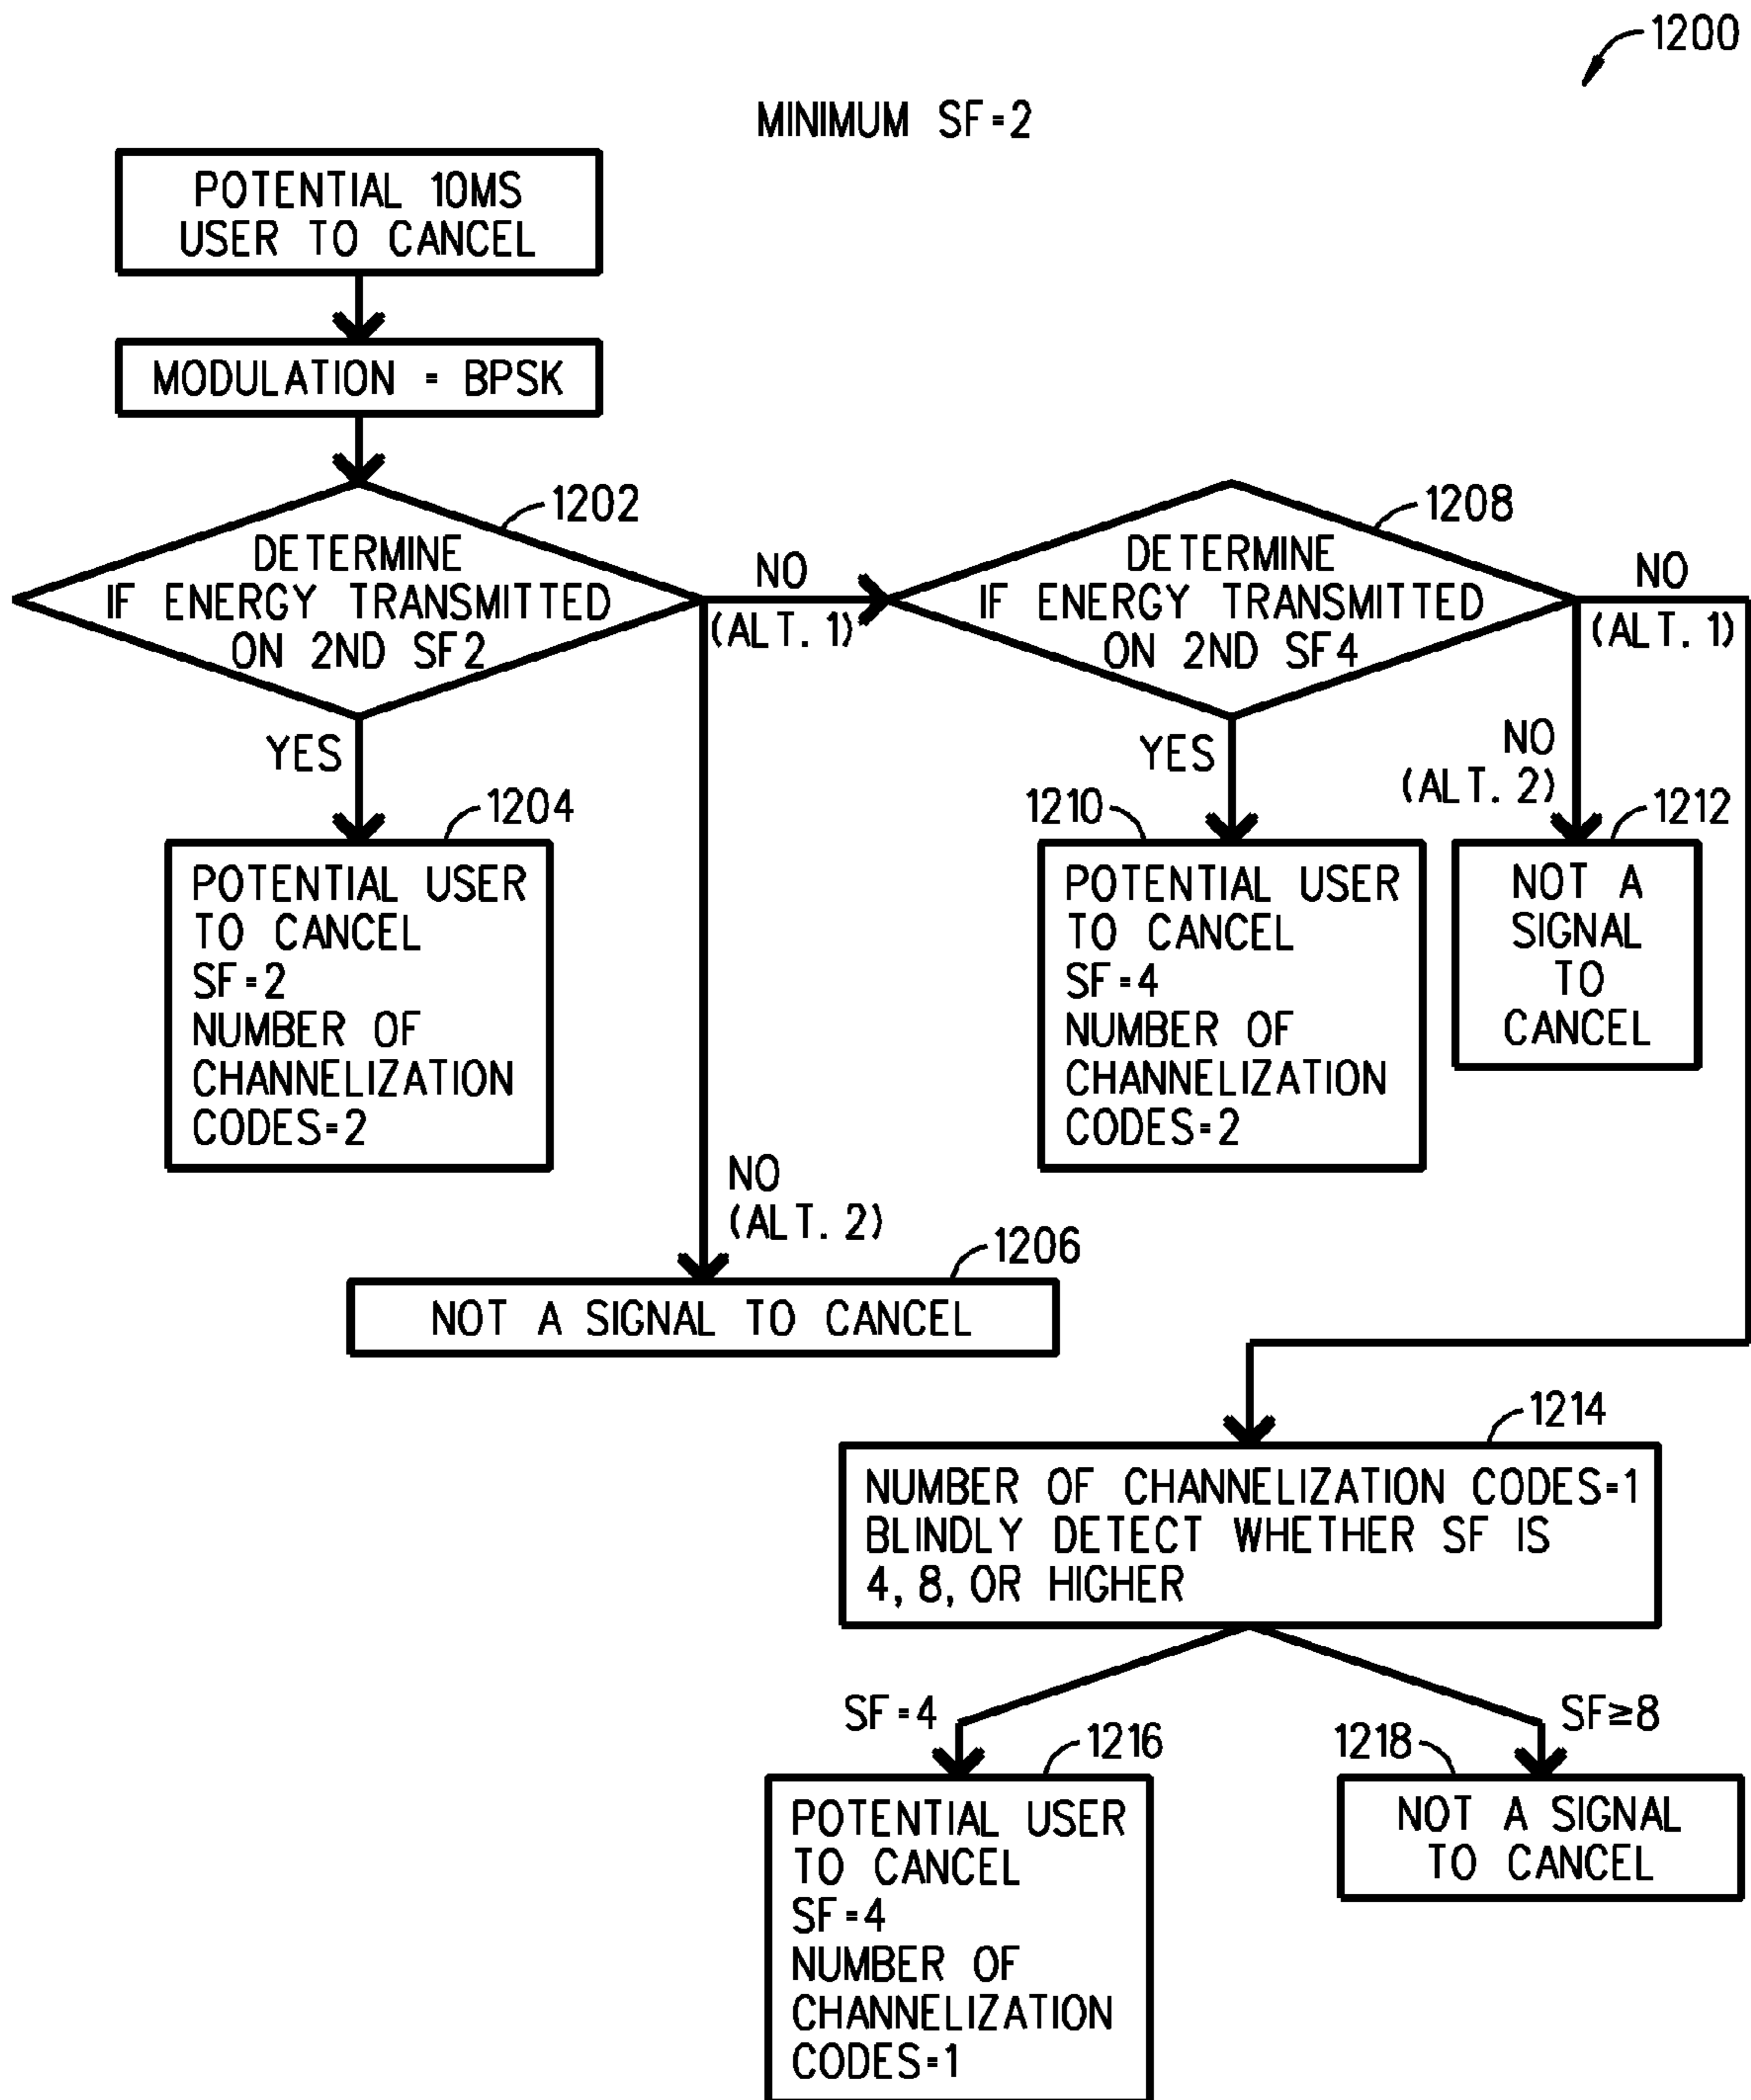 1200
MINIMUM SF=2
POTENTIAL 10MS
USER TO CANCEL
MODULATION = BPSK
1202
DETERMINE
IF ENERGY TRANSMITTED
ON 2ND SF2
NO
(ALT. 1)
1208
DETERMINE
IF ENERGY TRANSMITTED
ON 2ND SF4
NO
(ALT. 1)
YES
1204
POTENTIAL USER
TO CANCEL
SF=2
NUMBER OF
CHANNELIZATION
CODES=2
NO
(ALT. 2)
1206
NOT A SIGNAL TO CANCEL
YES
1210
POTENTIAL USER
TO CANCEL
SF=4
NUMBER OF
CHANNELIZATION
CODES=2
NO
(ALT. 2)
1212
NOT A
SIGNAL
TO
CANCEL
1214
NUMBER OF CHANNELIZATION CODES=1
BLINDLY DETECT WHETHER SF IS
4, 8, OR HIGHER
SF=4
1216
POTENTIAL USER
TO CANCEL
SF=4
NUMBER OF
CHANNELIZATION
CODES=1
SF≥8
1218
NOT A SIGNAL
TO CANCEL